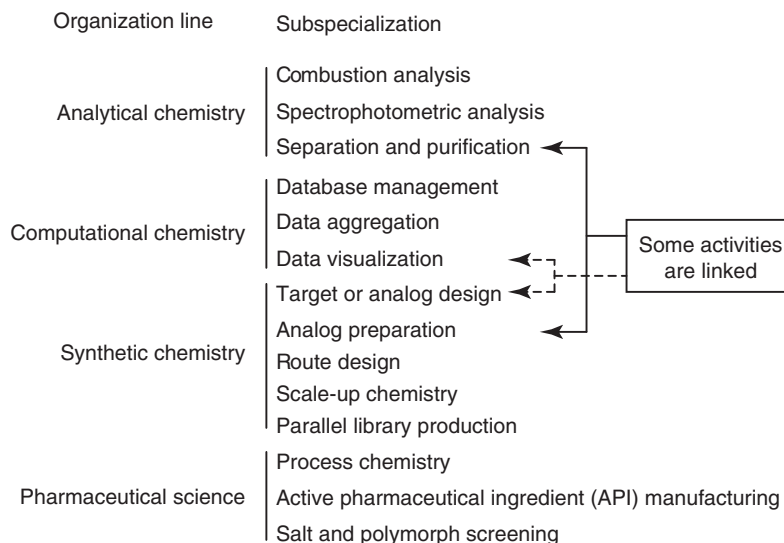 Organization line
Subspecialization
Analytical chemistry
Combustion analysis
Spectrophotometric analysis
Separation and purification
Computational chemistry
Database management
Data aggregation
Data visualization
Synthetic chemistry
Target or analog design
Analog preparation
Route design
Scale-up chemistry
Parallel library production
Pharmaceutical science
Process chemistry
Active pharmaceutical ingredient (API) manufacturing
Salt and polymorph screening
Some activities
are linked